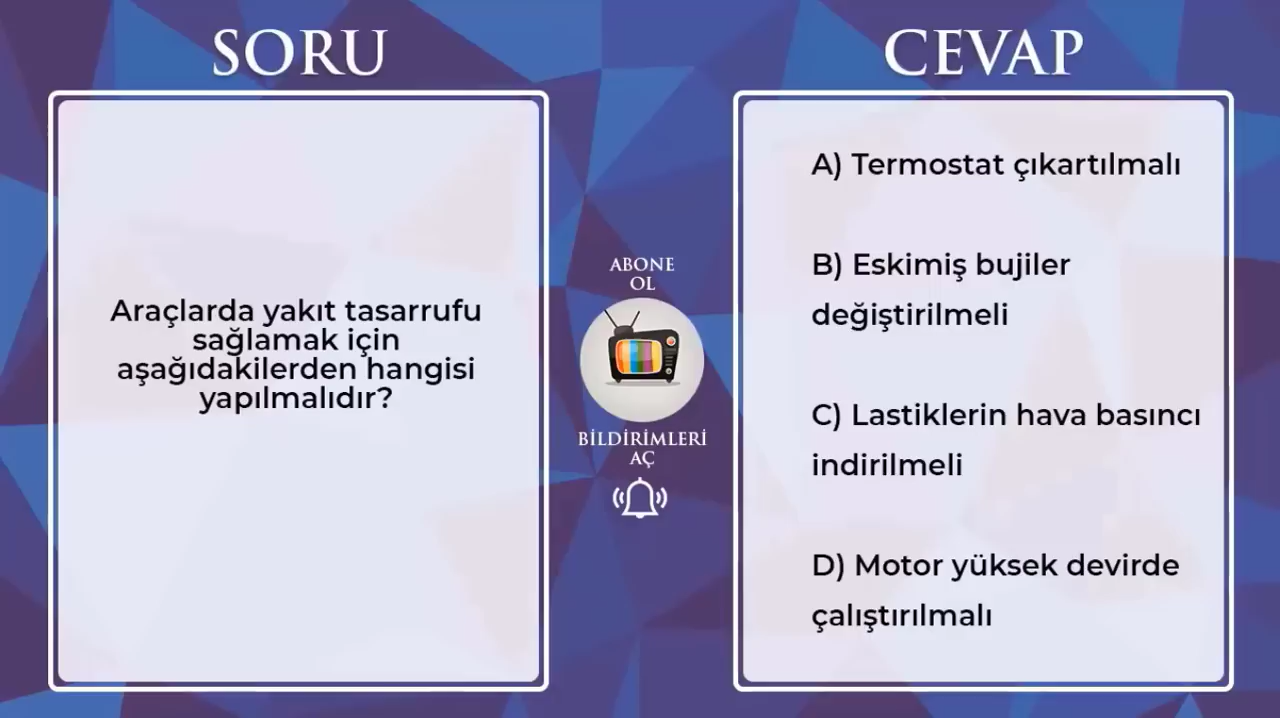 SORU
Araçlarda yakıt tasarrufu
sağlamak için
aşağıdakilerden hangisi
yapılmalıdır?
ABONE
OL
BİLDİRİMLERİ
AÇ
CEVAP
A) Termostat çıkartılmalı
B) Eskimiş bujiler
değiştirilmeli
C) Lastiklerin hava basıncı
indirilmeli
D) Motor yüksek devirde
çalıştırılmalı